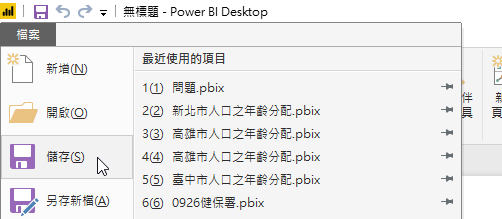 無標題 - Power BI Desktop
檔案
最近使用的項目
新增(N)
1(1) 問題.pbix
2(2) 新北市人口之年齡分配.pbix
開啟(O)
3(3) 高雄市人口之年齡分配.pbix
4(4) 高雄市人口之年齡分配.pbix
儲存(S)
5(5) 臺中市人口之年齡分配.pbix
另存新檔(A)
6(6) 0926健保署.pbix